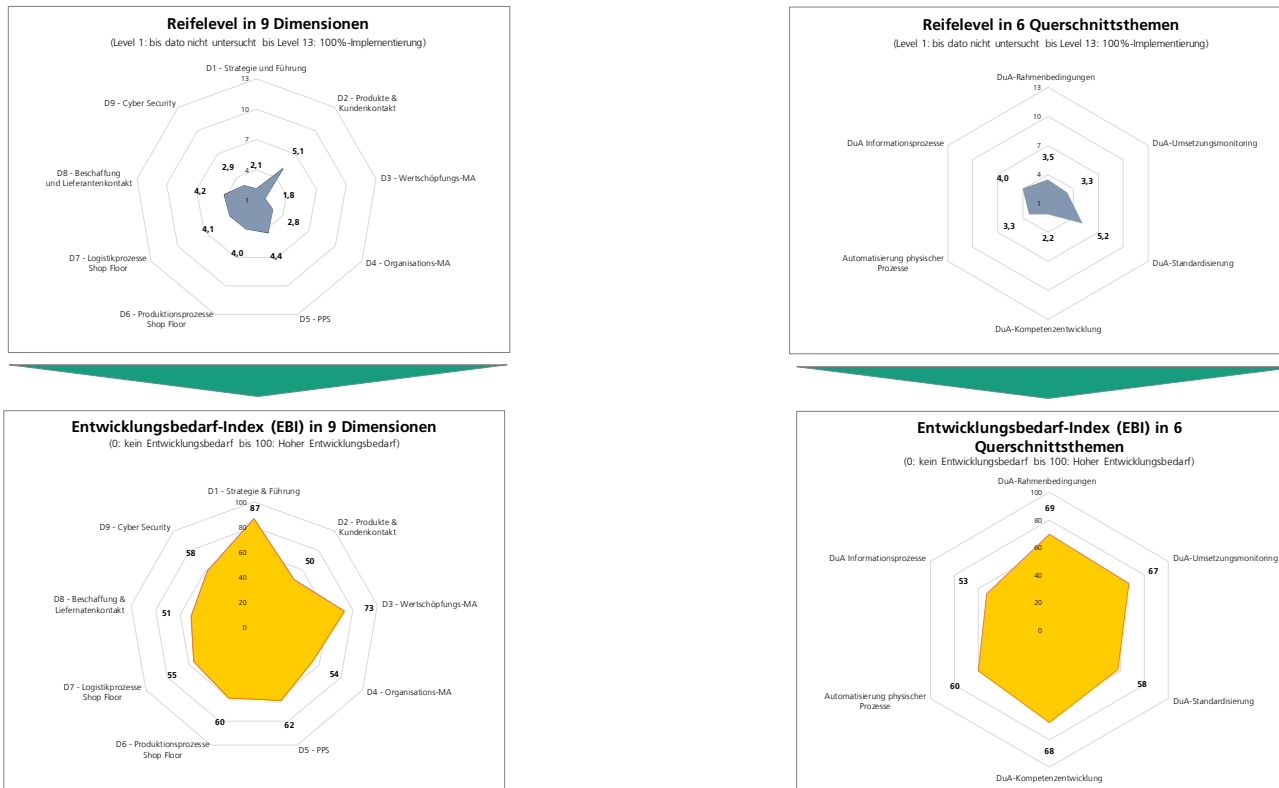 Reifelevel in 9 Dimensionen
(Level 1: bis dato nicht untersucht bis Level 13: 100%-Implementierung)
D1 - Strategie und Führung
13
D9 - Cyber Security
D2 - Produkte &
Kundenkontakt
10
7
5,1
2,9
2,1
4
D8 - Beschaffung
und Lieferantenkontakt
D3 - Wertschöpfungs-MA
4,2
1,8
1
2,8
4,1
4,0
4,4
D7 - Logistikprozesse
Shop Floor
D4 - Organisations-MA
D6 - Produktionsprozesse
Shop Floor
D5 - PPS
Reifelevel in 6 Querschnittsthemen
(Level 1: bis dato nicht untersucht bis Level 13: 100%-Implementierung)
DuA-Rahmenbedingungen
13
10
DuA Informationsprozesse
DuA-Umsetzungsmonitoring
7
3,5
4
4,0
3,3
1
3,3
5,2
2,2
Automatisierung physischer
Prozesse
DuA-Standardisierung
DuA-Kompetenzentwicklung
Entwicklungsbedarf-Index (EBI) in 9 Dimensionen
(0: kein Entwicklungsbedarf bis 100: Hoher Entwicklungsbedarf)
D1 - Strategie & Führung
100
87
D9 - Cyber Security
D2 - Produkte &
Kundenkontakt
80
58
50
60
40
D8 - Beschaffung &
Liefernatenkontakt
20
51
73
D3 - Wertschöpfungs-MA
0
55
54
D7 - Logistikprozesse
Shop Floor
D4 - Organisations-MA
60
62
D6 - Produktionsprozesse
Shop Floor
D5 - PPS
Entwicklungsbedarf-Index (EBI) in 6
Querschnittsthemen
(0: kein Entwicklungsbedarf bis 100: Hoher Entwicklungsbedarf)
DuA-Rahmenbedingungen
100
69
80
60
DuA Informationsprozesse
DuA-Umsetzungsmonitoring
53
67
40
20
0
60
58
Automatisierung physischer
Prozesse
DuA-Standardisierung
68
DuA-Kompetenzentwicklung